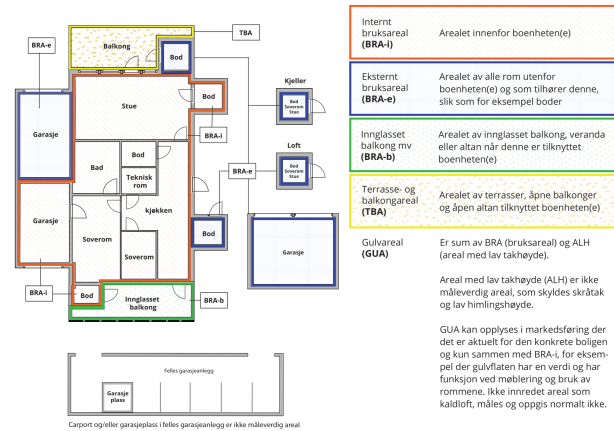 TBA
BRA-e
Balkong
Bod
Kjeller
Bod
Soverom
Stue
Stue
Bod
Garasje
BRA-i
Loft
Bad
Bod
Bod
Soverom
Stue
BRA-e
Teknisk
rom
Garasje
kjøkken
Bod
Soverom
Garasje
Soverom
BRA-i
Bod
BRA-b
Innglasset
balkong
Felles garasjeanlegg
Garasje
plass
Carport og/eller garasjeplass i felles garasjeanlegg er ikke måleverdig areal
Internt
bruksareal
(BRA-i)
Arealet innenfor boenheten(e)
Eksternt
bruksareal
(BRA-e)
Arealet av alle rom utenfor
boenheten(e) og som tilhører denne,
slik som for eksempel boder
Innglasset
balkong mv
(BRA-b)
Arealet av innglasset balkong, veranda
eller altan når denne er tilknyttet
boenheten(e)
Terrasse- og
balkongareal
(TBA)
Arealet av terrasser, åpne balkonger
og åpen altan tilknyttet boenheten(e)
Gulvareal
(GUA)
Er sum av BRA (bruksareal) og ALH
(areal med lav takhøyde).
Areal med lav takhøyde (ALH) er ikke
måleverdig areal, som skyldes skråtak
og lav himlingshøyde.
GUA kan opplyses i markedsføring der
det er aktuelt for den konkrete boligen
og kun sammen med BRA-i, for eksem-
pel der gulvflaten har en verdi og har
funksjon ved møblering og bruk av
rommene. Ikke innredet areal som
kaldloft, måles og oppgis normalt ikke.